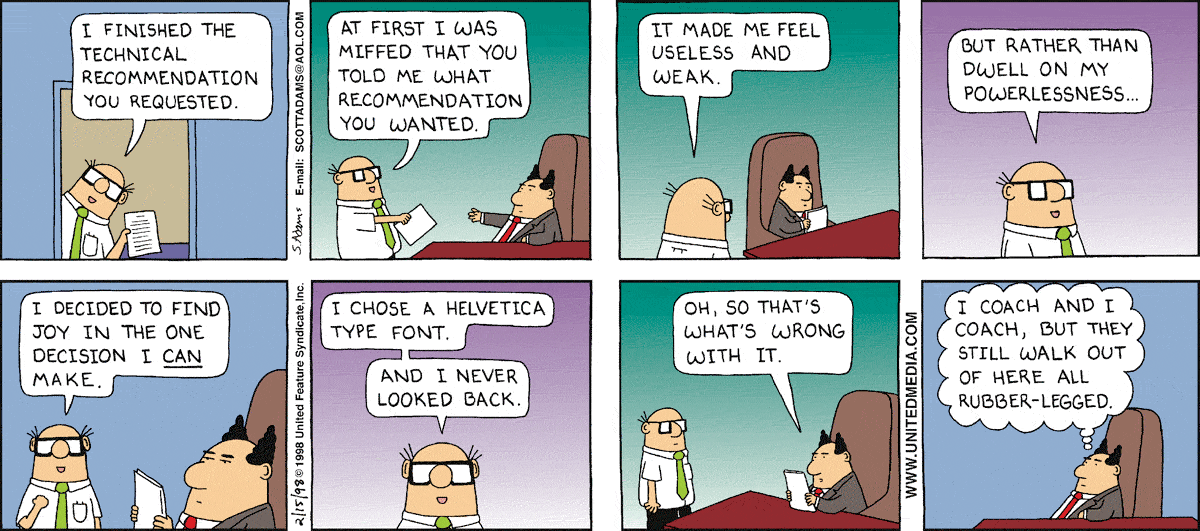 I FINISHED THE
TECHNICAL
RECOMMENDATION
YOU REQUESTED.
S.Adams E-mail: SCOTTADAMS@AOL.COM
AT FIRST I WAS
MIFFED THAT YOU
TOLD ME WHAT
RECOMMENDATION
YOU WANTED.
IT MADE ME FEEL
USELESS AND
WEAK.
BUT RATHER THAN
DWELL ON MY
POWERLESSNESS...
I DECIDED TO FIND
JOY IN THE ONE
DECISION I CAN
MAKE.
2/15/98 © 1998 United Feature Syndicate, Inc.
I CHOSE A HELVETICA
TYPE FONT.
AND I NEVER
LOOKED BACK.
OH, SO THAT'S
WHAT'S WRONG
WITH IT.
WWW.UNITEDMEDIA.COM
I COACH AND I
COACH, BUT THEY
STILL WALK OUT
OF HERE ALL
RUBBER-LEGGED.